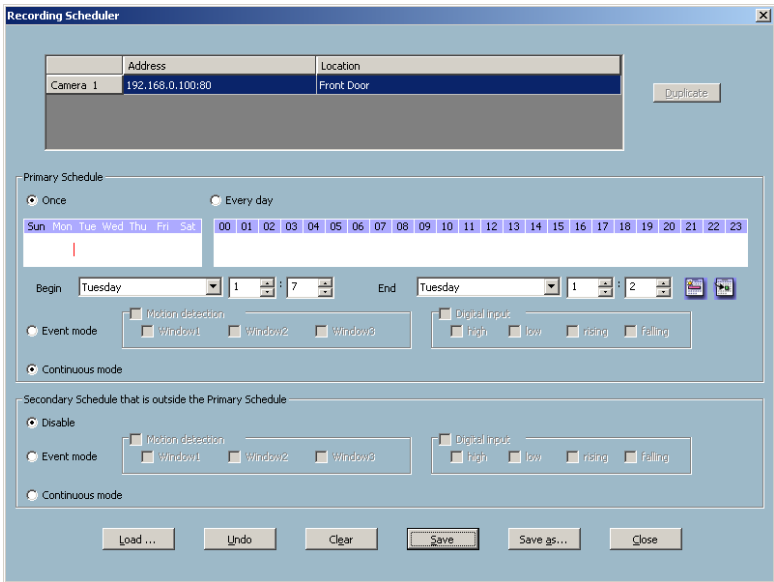 Recording Scheduler
Address Location
Camera 1 192.168.0.100:80 Front Door
Duplicate
Primary Schedule
Once Every day
Sun Mon Tue Wed Thu Fri Sat 00 01 02 03 04 05 06 07 08 09 10 11 12 13 14 15 16 17 18 19 20 21 22 23
Begin Tuesday 1 : 7 End Tuesday 1 : 2
Motion detection Digital input
Event mode Window1 Window2 Window3 high low rising falling
Continuous mode
Secondary Schedule that is outside the Primary Schedule
Disable
Motion detection Digital input
Event mode Window1 Window2 Window3 high low rising falling
Continuous mode
Load ... Undo Clear Save Save as... Close